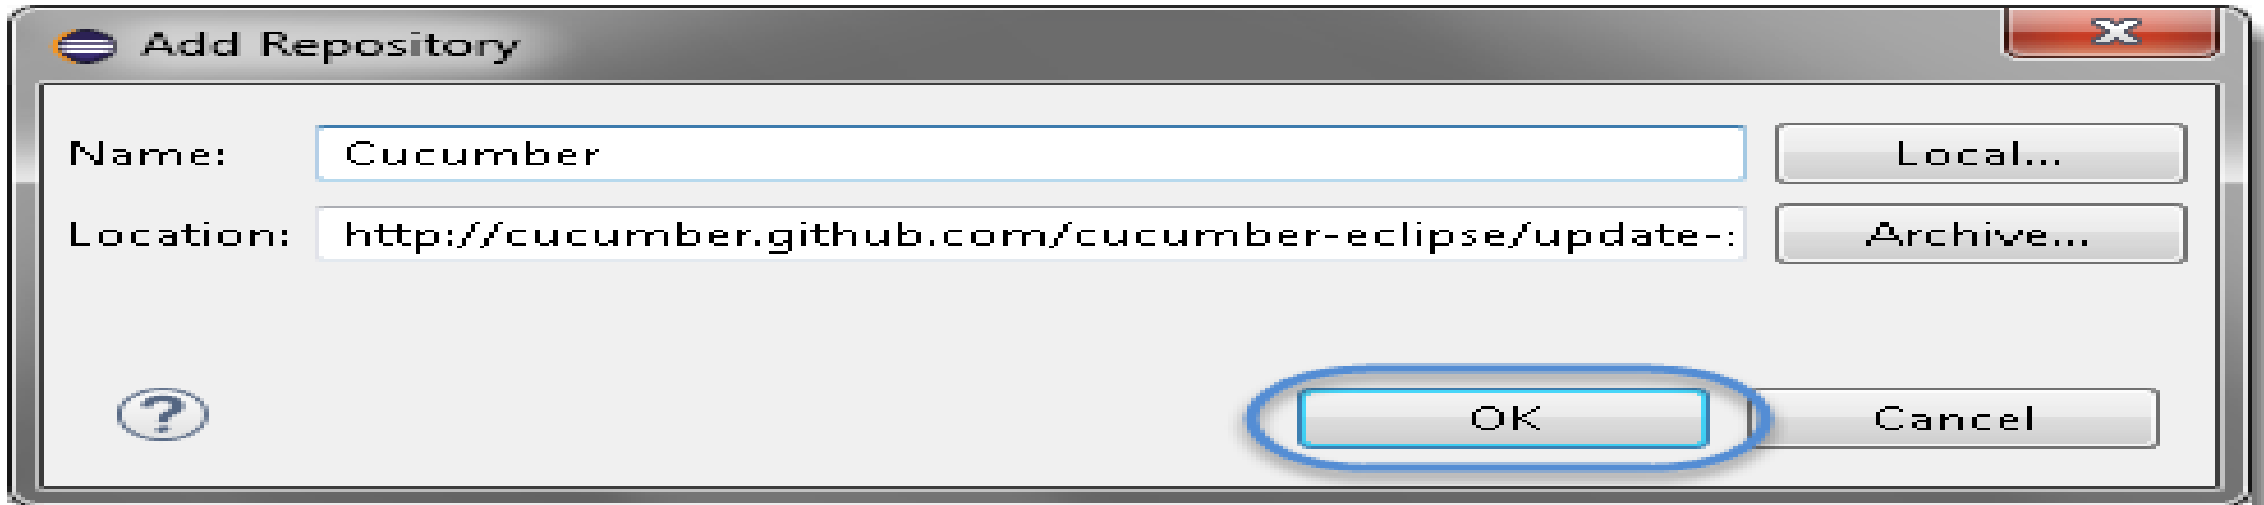 Add Repository
Name: Cucumber Local...
Location: http://cucumber.github.com/cucumber-eclipse/update- Archive...
? OK Cancel